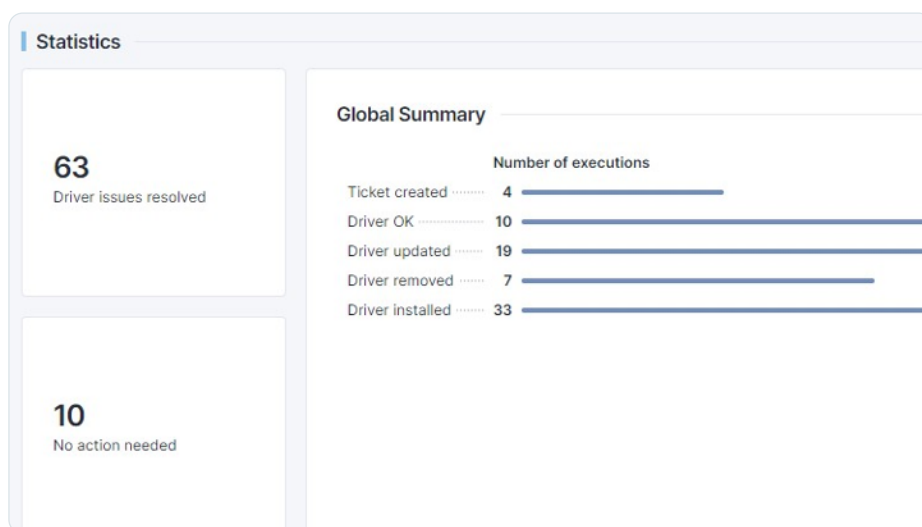 Statistics
63
Driver issues resolved
Global Summary
Number of executions
Ticket created 4
Driver OK 10
Driver updated 19
Driver removed 7
Driver installed 33
10
No action needed